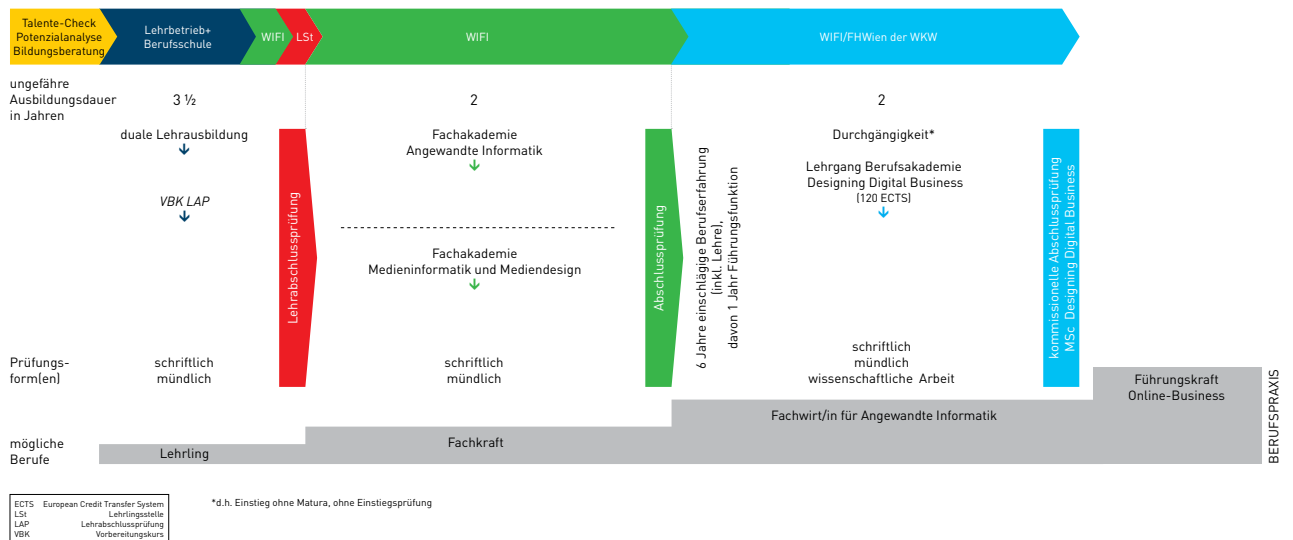 Talente-Check
Potenzialanalyse
Bildungsberatung
Lehrbetrieb+
Berufsschule
WIFI
LSt
WIFI
WIFI/FHWien der WKW
ungefähre
Ausbildungsdauer
in Jahren
3 ½
2
2
duale Lehrausbildung
VBK LAP
Lehrabschlussprüfung
Fachakademie
Angewandte Informatik
Fachakademie
Medieninformatik und Mediendesign
Abschlussprüfung
6 Jahre einschlägige Berufserfahrung
(inkl. Lehre),
davon 1 Jahr Führungsfunktion
Durchgängigkeit*
Lehrgang Berufsakademie
Designing Digital Business
(120 ECTS)
kommissionelle Abschlussprüfung
MSc Designing Digital Business
Prüfungs-
form(en)
schriftlich
mündlich
schriftlich
mündlich
schriftlich
mündlich
wissenschaftliche Arbeit
mögliche
Berufe
Lehrling
Fachkraft
Fachwirt/in für Angewandte Informatik
Führungskraft
Online-Business
BERUFSPRAXIS
ECTS European Credit Transfer System
LSt Lehrlingsstelle
LAP Lehrabschlussprüfung
VBK Vorbereitungskurs
*d.h. Einstieg ohne Matura, ohne Einstiegsprüfung